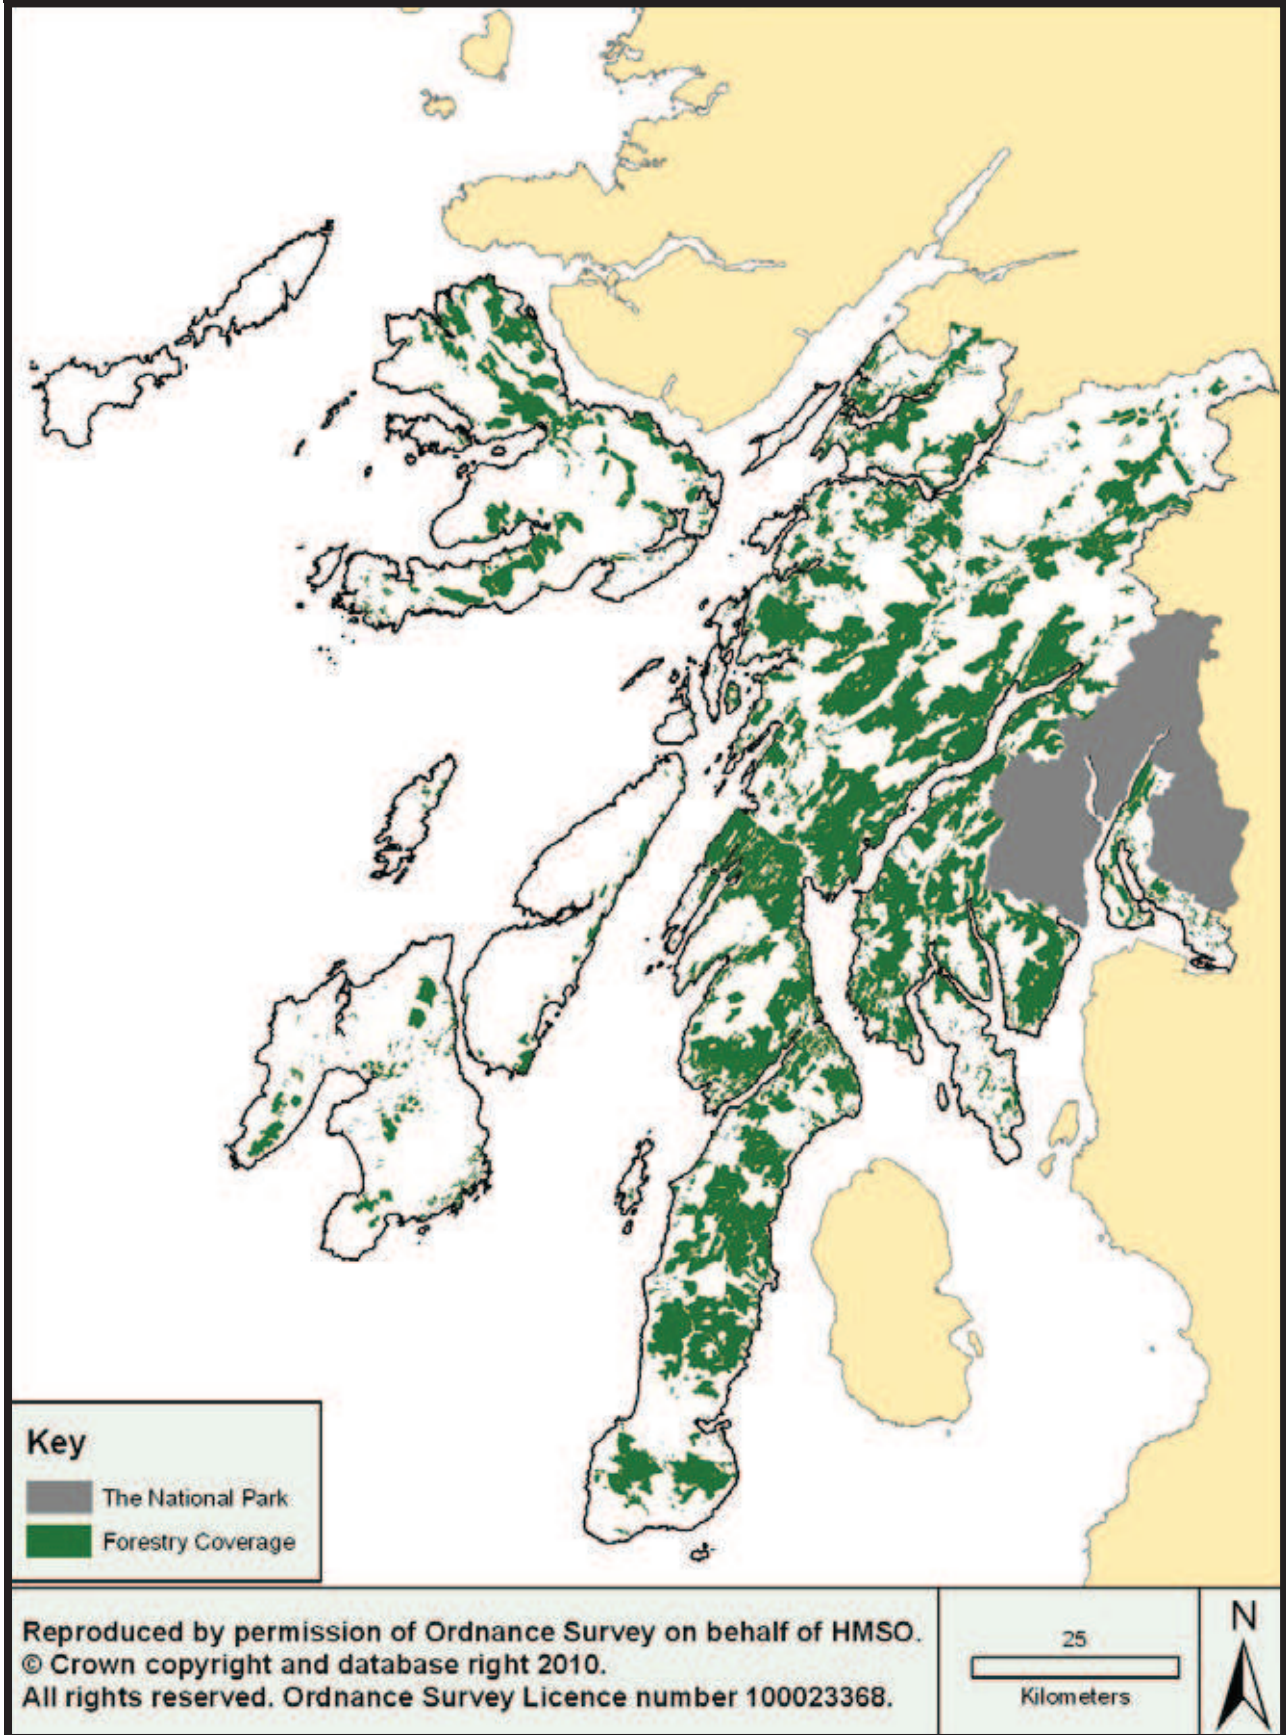 Key
The National Park
Forestry Coverage
Reproduced by permission of Ordnance Survey on behalf of HMSO.
© Crown copyright and database right 2010.
All rights reserved. Ordnance Survey Licence number 100023368.
25
Kilometers
N